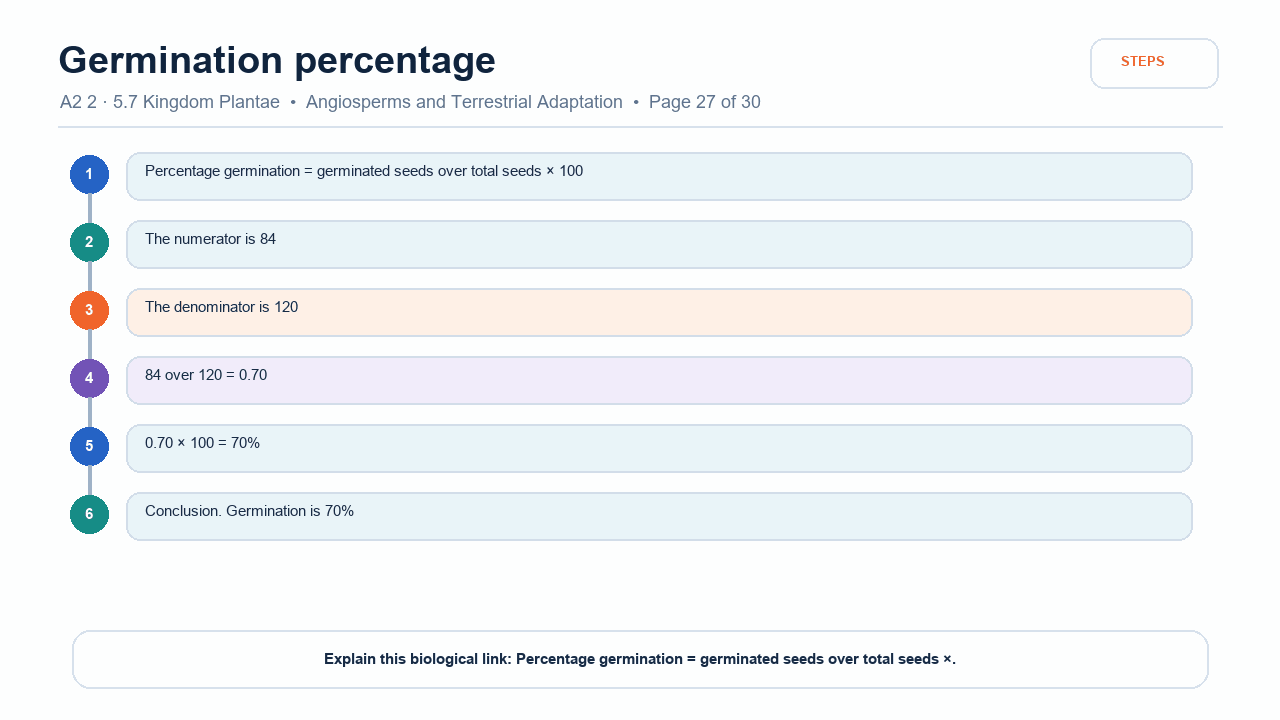 Germination percentage
STEPS
A2 2 · 5.7 Kingdom Plantae • Angiosperms and Terrestrial Adaptation • Page 27 of 30
1 Percentage germination = germinated seeds over total seeds × 100
2 The numerator is 84
3 The denominator is 120
4 84 over 120 = 0.70
5 0.70 × 100 = 70%
6 Conclusion. Germination is 70%
Explain this biological link: Percentage germination = germinated seeds over total seeds ×.